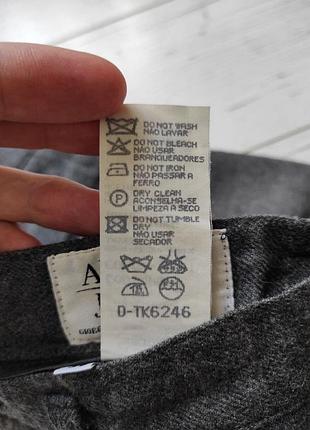 DO NOT WASH
NÃO LAVAR
DO NOT BLEACH
NÃO USAR
BRANQUEADORES
DO NOT IRON
NÃO PASSAR A
FERRO
P
DRY CLEAN
ACONSELHA-SE
LIMPEZA A SECO
DO NOT TUMBLE
DRY
NÃO USAR
SECADOR
D-TK6246
A
J
GIORG